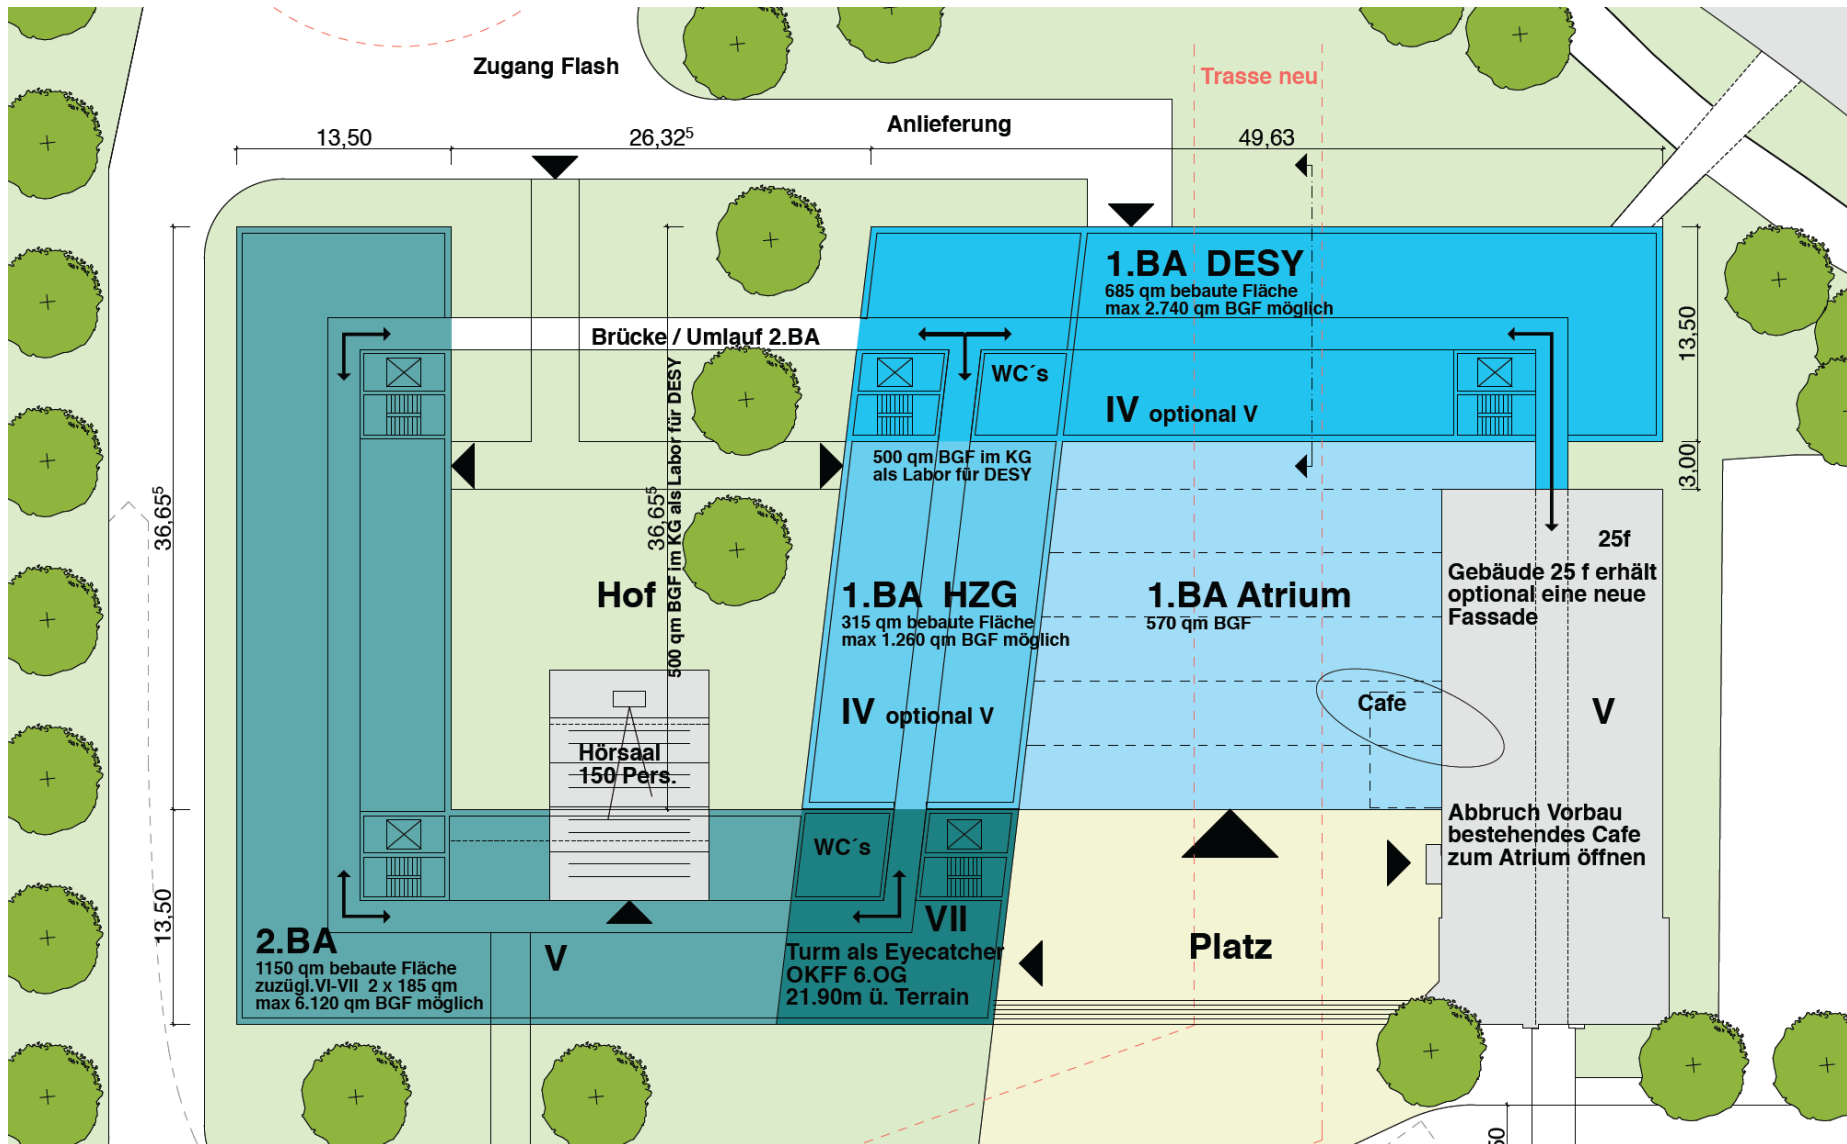 Zugang Flash
Trasse neu
Anlieferung
13,50
26,32⁵
49,63
1.BA DESY
685 qm bebaute Fläche
max 2.740 qm BGF möglich
Brücke / Umlauf 2.BA
WC´s
IV optional V
13,50
3,00
500 qm BGF im KG
als Labor für DESY
36,65⁵
36,65⁵
500 qm BGF im KG als Labor für DESY
25f
Gebäude 25 f erhält
optional eine neue
Fassade
Hof
1.BA HZG
315 qm bebaute Fläche
max 1.260 qm BGF möglich
1.BA Atrium
570 qm BGF
IV optional V
Cafe
V
Hörsaal
150 Pers.
Abbruch Vorbau
bestehendes Cafe
zum Atrium öffnen
WC´s
13,50
VII
Turm als Eyecatcher
OKFF 6.OG
21.90m ü. Terrain
Platz
2.BA
1150 qm bebaute Fläche
zuzügl.VI-VII 2 x 185 qm
max 6.120 qm BGF möglich
V